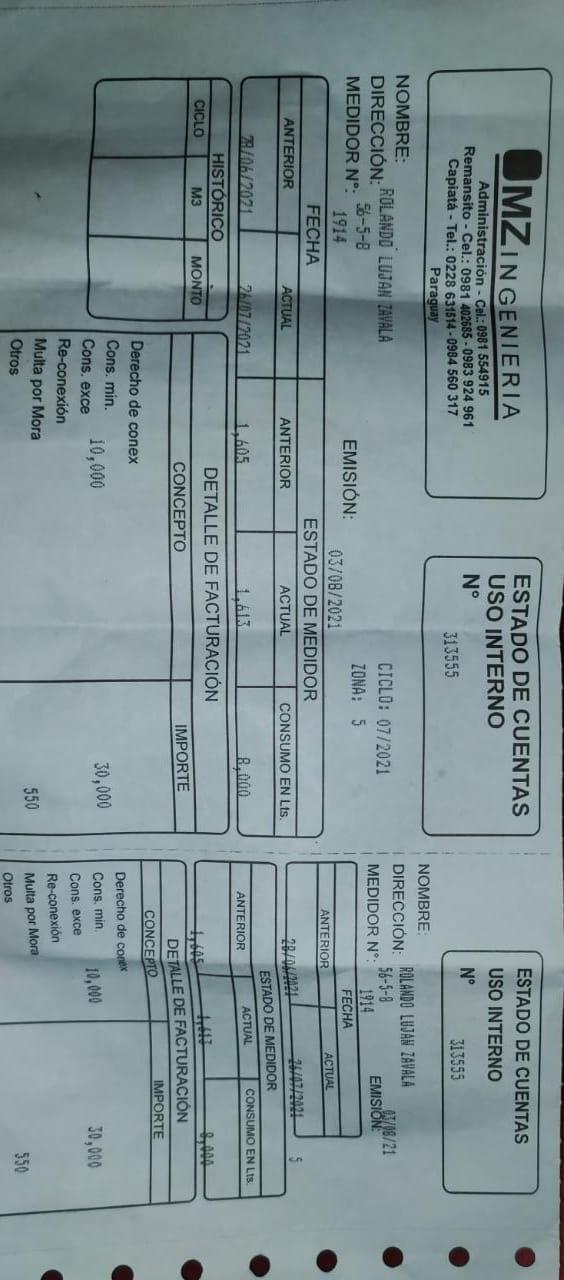 MZ INGENIERIA
Administración - Cel.: 0981 554915
Remansito - Cel.: 0981 402685 - 0983 924 961
Capiatá - Tel.: 0228 631814 - 0984 560 317
Paraguay
ESTADO DE CUENTAS
USO INTERNO
N°
313555
NOMBRE: ROLANDO LUJAN ZAVALA
DIRECCIÓN: 56-5-8
MEDIDOR N°: 1914
EMISIÓN: 03/08/2021
CICLO: 07/2021
ZONA: 5
FECHA ESTADO DE MEDIDOR
ANTERIOR ACTUAL ANTERIOR ACTUAL CONSUMO EN Lts.
28/06/2021 26/07/2021 1,605 1,613 8,000
HISTÓRICO
CICLO M3 MONTO
DETALLE DE FACTURACIÓN
CONCEPTO IMPORTE
Derecho de conex
Cons. min. 10,000 30,000
Cons. exce
Re-conexión
Multa por Mora 550
Otros
ESTADO DE CUENTAS
USO INTERNO
N°
313555
NOMBRE:
DIRECCIÓN: ROLANDO LUJAN ZAVALA
MEDIDOR N°: 56-5-8
1914
EMISIÓN: 03/08/21
FECHA
ANTERIOR ACTUAL
28/06/2021 26/07/2021 5
ESTADO DE MEDIDOR
ANTERIOR ACTUAL CONSUMO EN Lts.
1,605 1,613 8,000
DETALLE DE FACTURACIÓN
CONCEPTO IMPORTE
Derecho de conex
Cons. min. 10,000 30,000
Cons. exce
Re-conexión
Multa por Mora 550
Otros